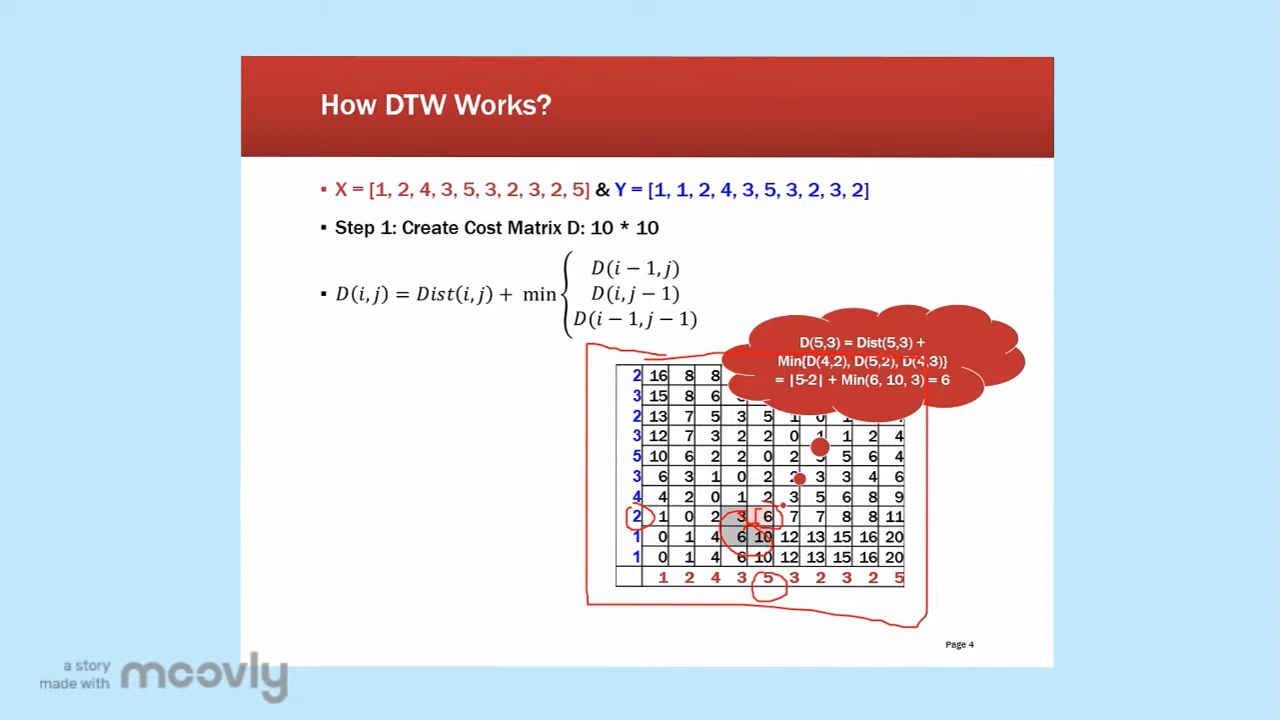 How DTW Works?
▪ X = [1, 2, 4, 3, 5, 3, 2, 3, 2, 5] & Y = [1, 1, 2, 4, 3, 5, 3, 2, 3, 2]
▪ Step 1: Create Cost Matrix D: 10 * 10
▪ D(i, j) = Dist(i, j) + min { D(i − 1, j)
D(i, j − 1)
D(i − 1, j − 1)
D(5,3) = Dist(5,3) +
Min{D(4,2), D(5,2), D(4,3)}
= |5-2| + Min(6, 10, 3) = 6
2 16 8 8
3 15 8 6
2 13 7 5 3 5 1 0 1
3 12 7 3 2 2 0 1 1 2 4
5 10 6 2 2 0 2 5 6 4
3 6 3 1 0 2 2 3 3 4 6
4 4 2 0 1 2 3 5 6 8 9
2 1 0 2 3 6 7 7 8 8 11
1 0 1 4 6 10 12 13 15 16 20
1 0 1 4 6 10 12 13 15 16 20
1 2 4 3 5 3 2 3 2 5
Page 4
a story
made with moovly